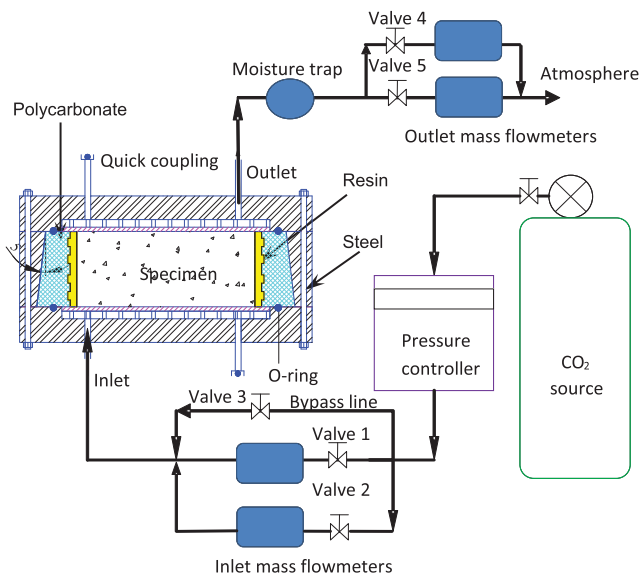 Valve 4
Valve 5
Moisture trap
Atmosphere
Polycarbonate
Outlet mass flowmeters
Quick coupling
Outlet
Resin
Steel
Specimen
Pressure
controller
CO₂
source
O-ring
Inlet
Valve 3
Bypass line
Valve 1
Valve 2
Inlet mass flowmeters